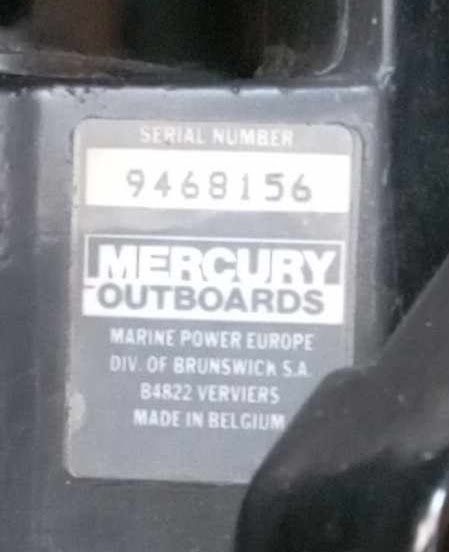 SERIAL NUMBER
9468156
MERCURY
OUTBOARDS
MARINE POWER EUROPE
DIV. OF BRUNSWICK S.A.
B4822 VERVIERS
MADE IN BELGIUM